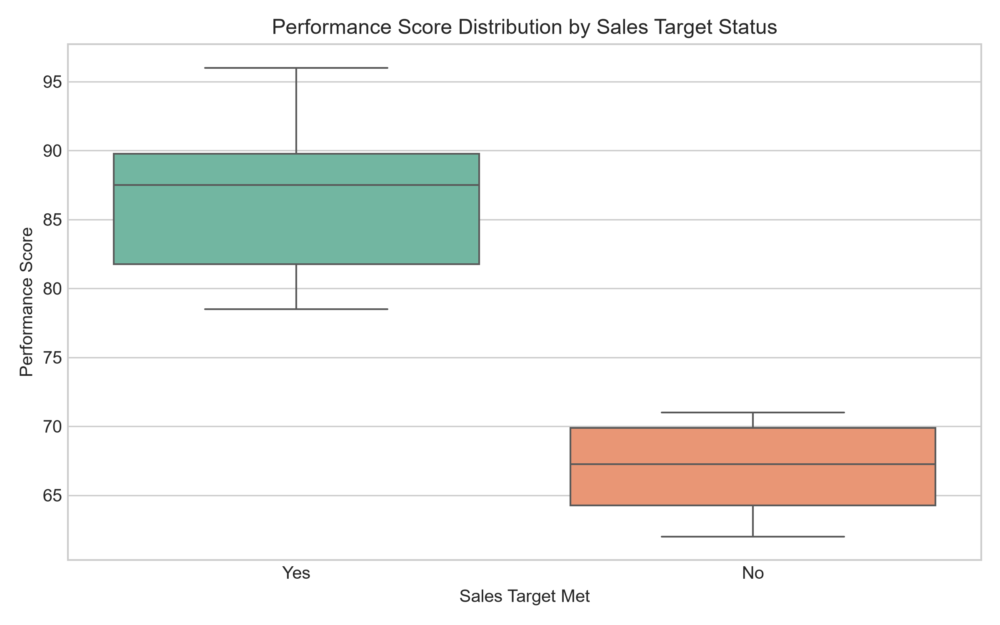 Performance Score Distribution by Sales Target Status
Performance Score
95
90
85
80
75
70
65
Yes
No
Sales Target Met